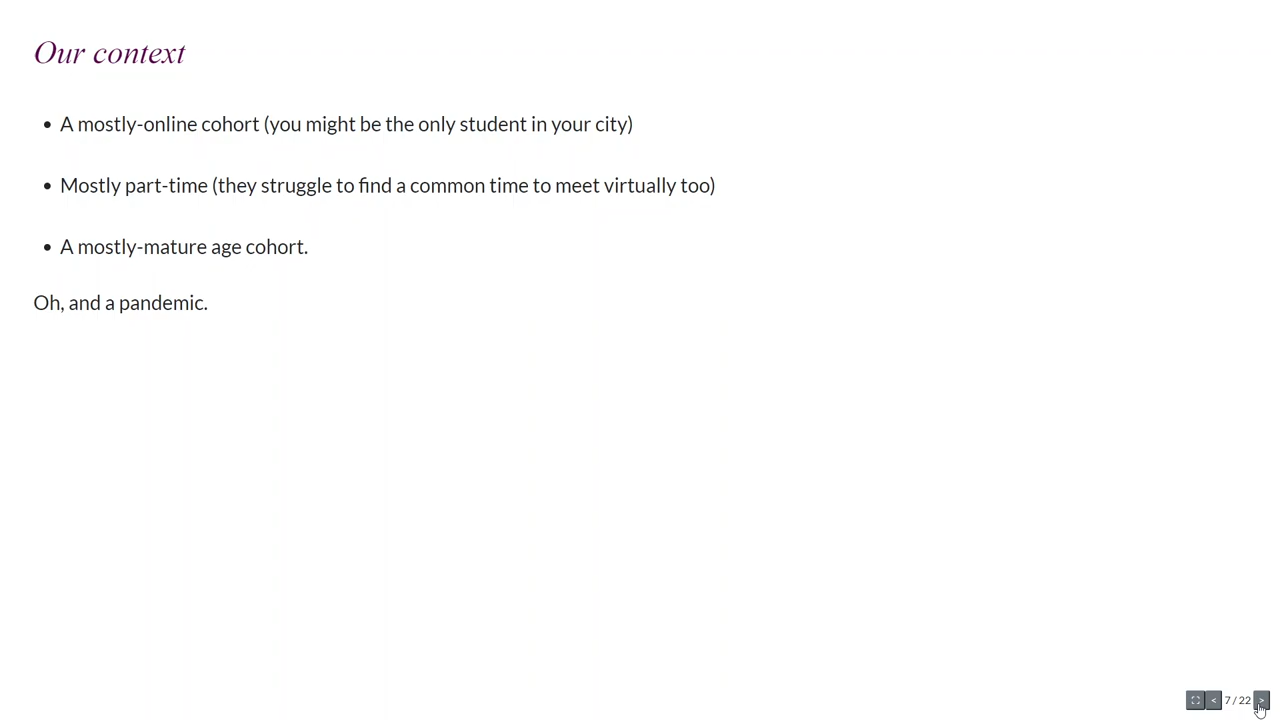 Our context
• A mostly-online cohort (you might be the only student in your city)
• Mostly part-time (they struggle to find a common time to meet virtually too)
• A mostly-mature age cohort.
Oh, and a pandemic.
< 7 / 22 >